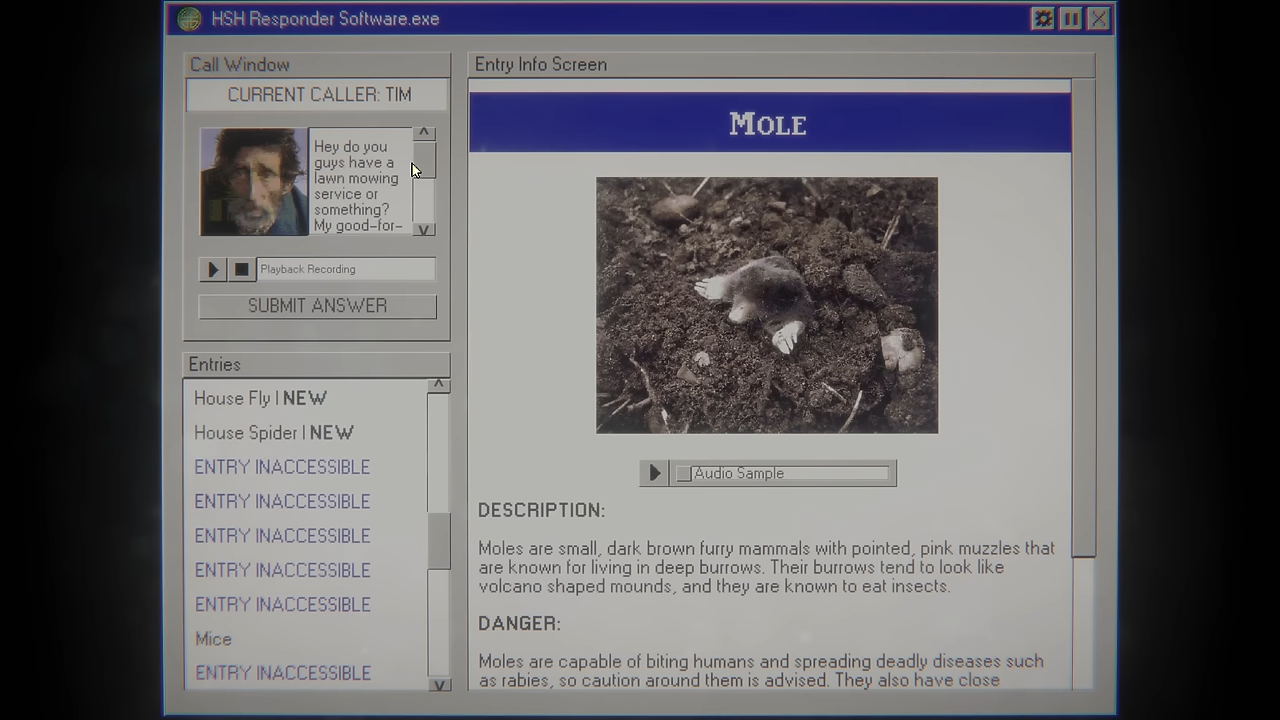 HSH Responder Software.exe
Call Window
CURRENT CALLER: TIM
Hey do you
guys have a
lawn mowing
service or
something?
My good-for-
Playback Recording
SUBMIT ANSWER
Entries
House Fly | NEW
House Spider | NEW
ENTRY INACCESSIBLE
ENTRY INACCESSIBLE
ENTRY INACCESSIBLE
ENTRY INACCESSIBLE
ENTRY INACCESSIBLE
Mice
ENTRY INACCESSIBLE
Entry Info Screen
MOLE
Audio Sample
DESCRIPTION:
Moles are small, dark brown furry mammals with pointed, pink muzzles that
are known for living in deep burrows. Their burrows tend to look like
volcano shaped mounds, and they are known to eat insects.
DANGER:
Moles are capable of biting humans and spreading deadly diseases such
as rabies, so caution around them is advised. They also have close